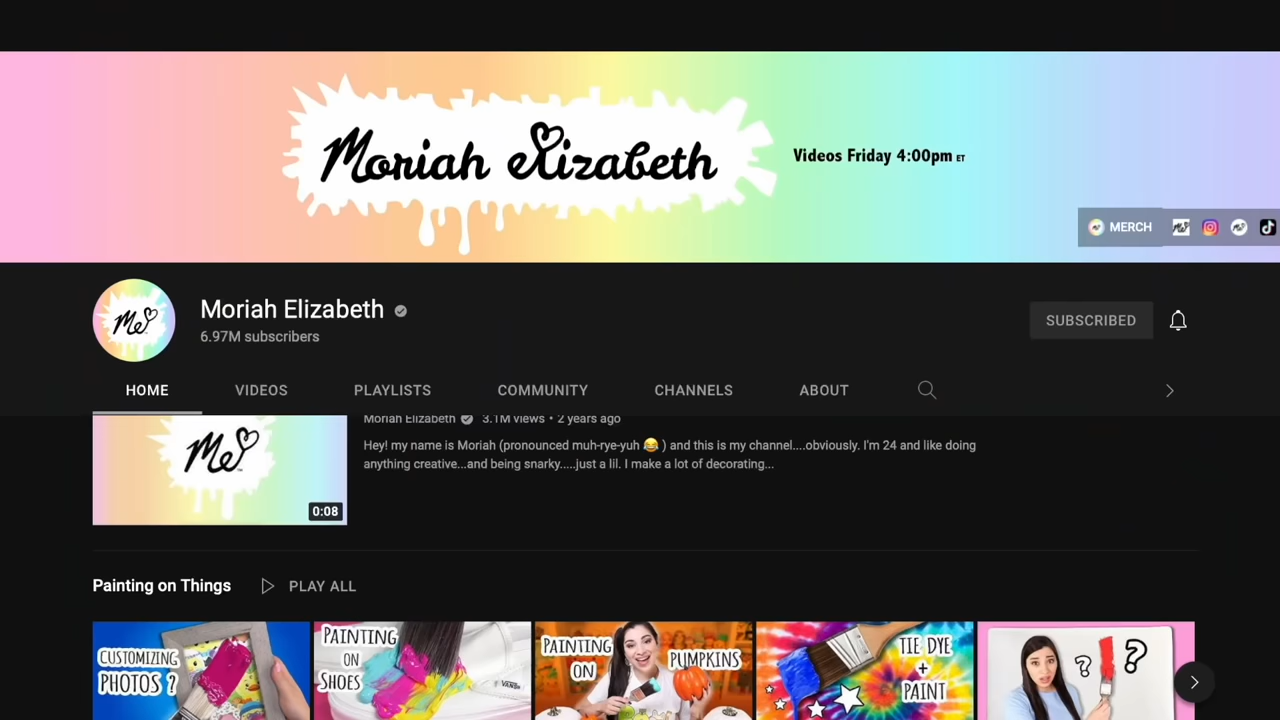 Moriah Elizabeth
Videos Friday 4:00pm ET
MERCH
Me
Moriah Elizabeth
6.97M subscribers
SUBSCRIBED
HOME
VIDEOS
PLAYLISTS
COMMUNITY
CHANNELS
ABOUT
Me
0:08
Moriah Elizabeth 3.1M views • 2 years ago
Hey! my name is Moriah (pronounced muh-rye-yuh 😂 ) and this is my channel....obviously. I'm 24 and like doing
anything creative...and being snarky.....just a lil. I make a lot of decorating...
Painting on Things
PLAY ALL
CUSTOMIZING
PHOTOS ?
PAINTING
ON
SHOES
VANS
PAINTING
ON
PUMPKINS
TIE DYE
+
PAINT
? ?